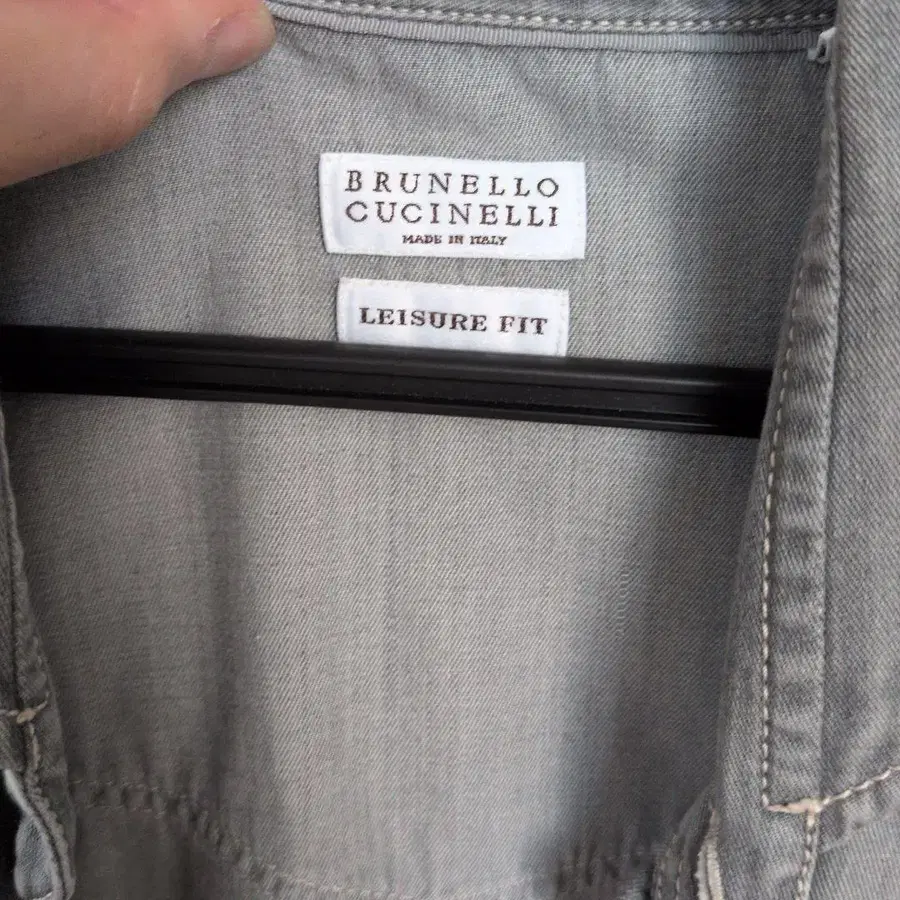 BRUNELLO
CUCINELLI
MADE IN ITALY
LEISURE FIT